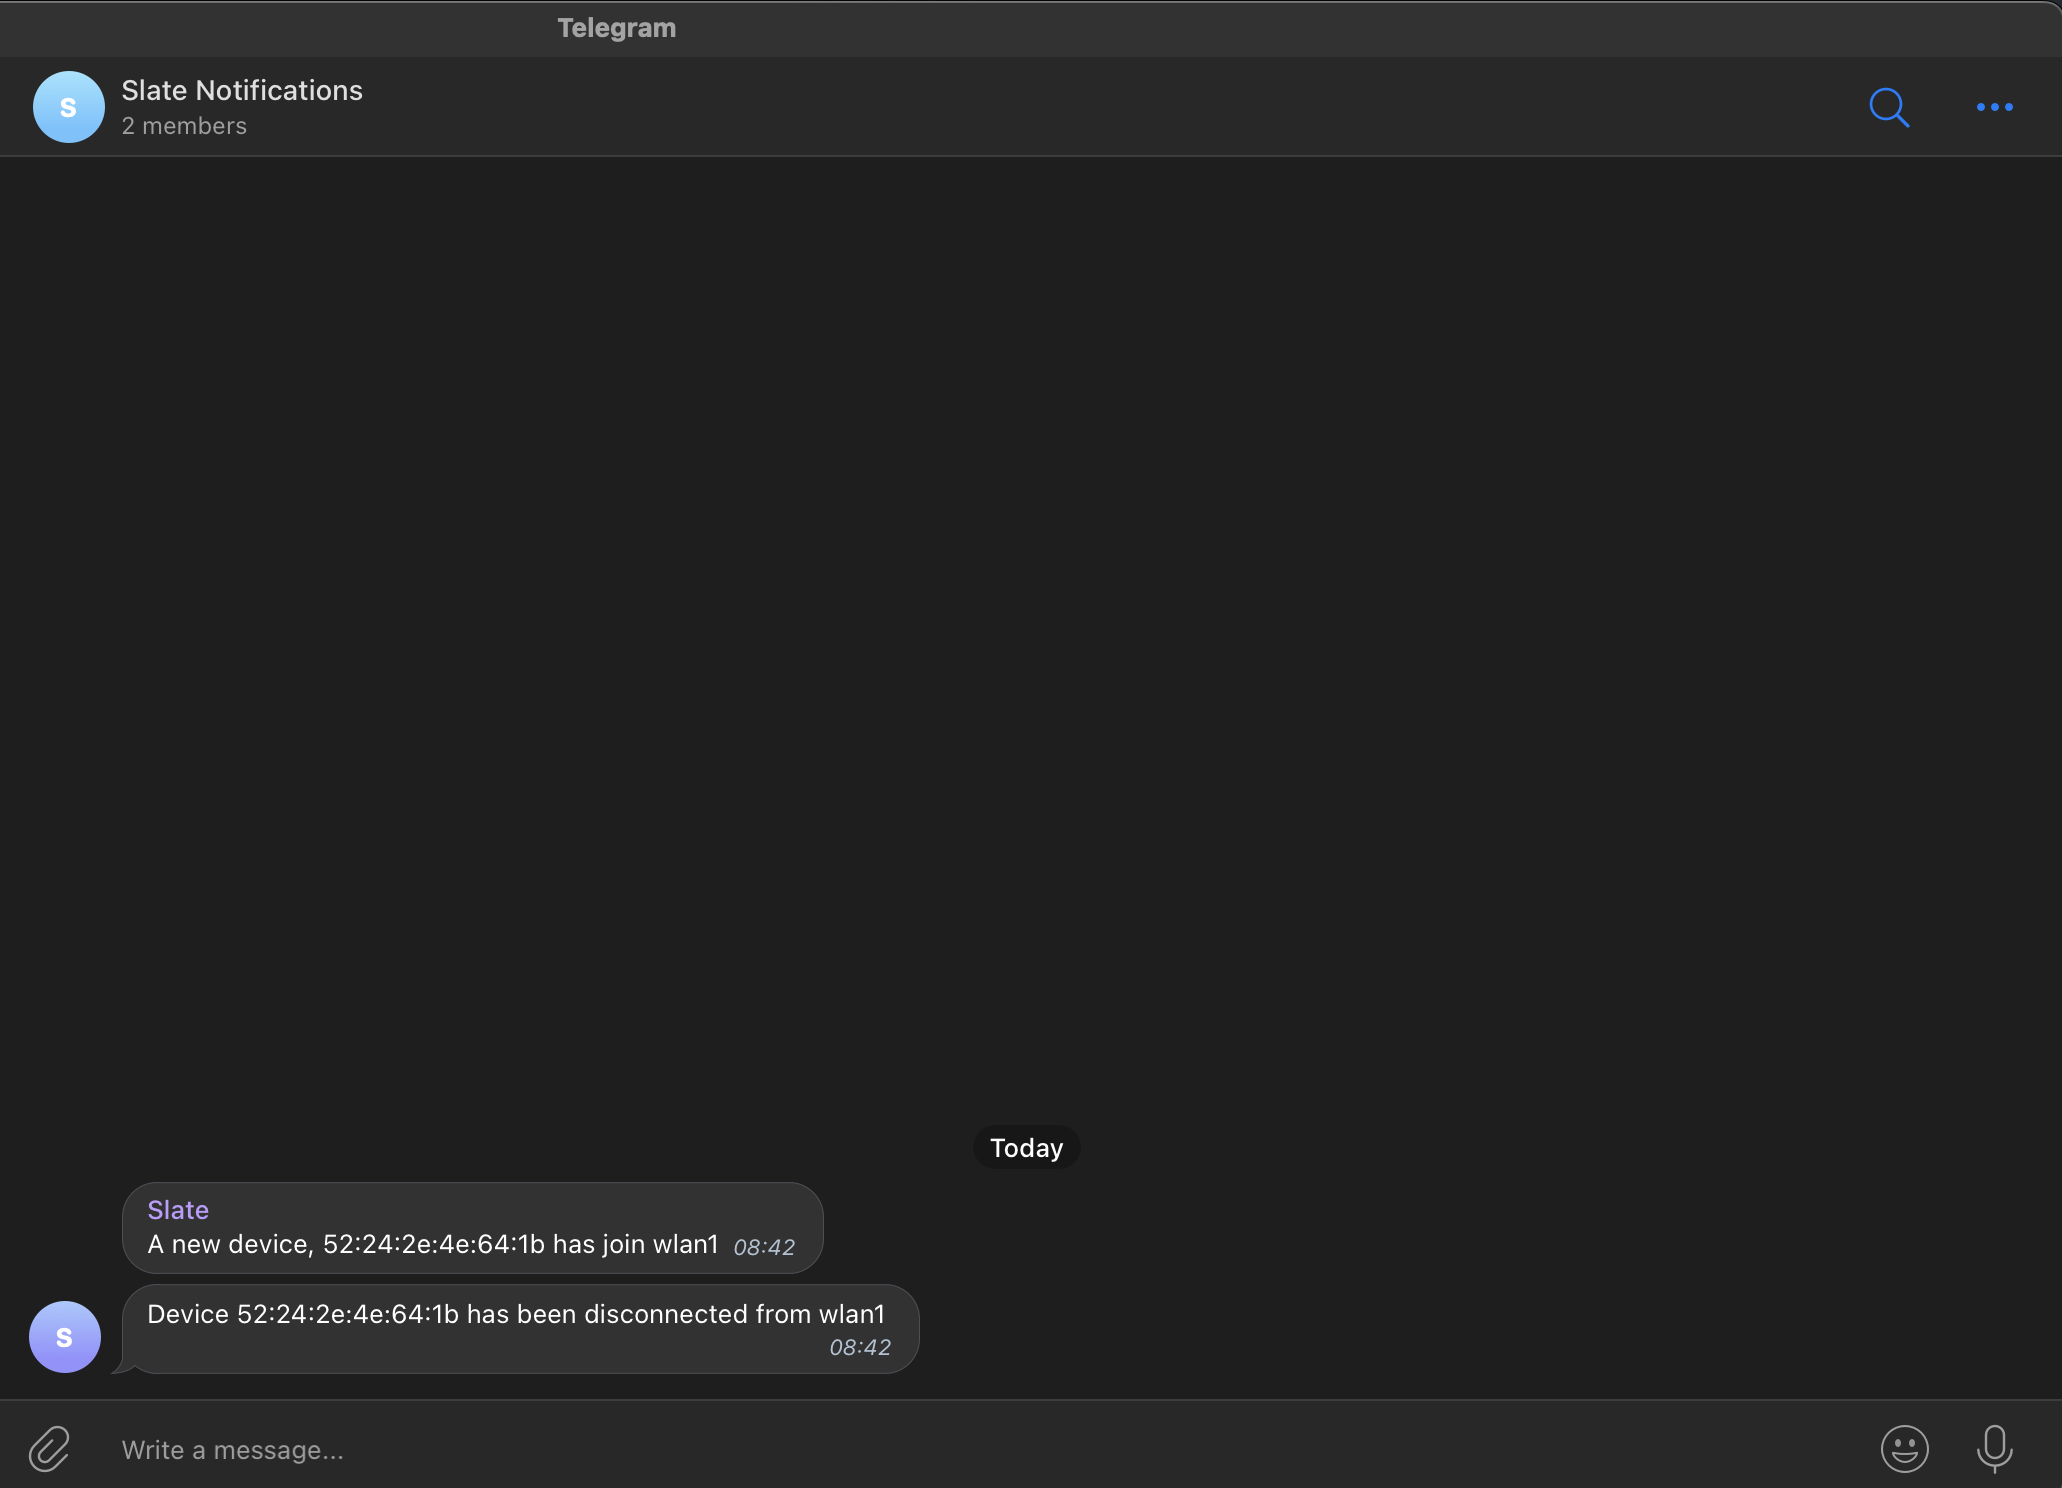 Telegram
S
Slate Notifications
2 members
Today
Slate
A new device, 52:24:2e:4e:64:1b has join wlan1 08:42
Device 52:24:2e:4e:64:1b has been disconnected from wlan1
08:42
S
Write a message...